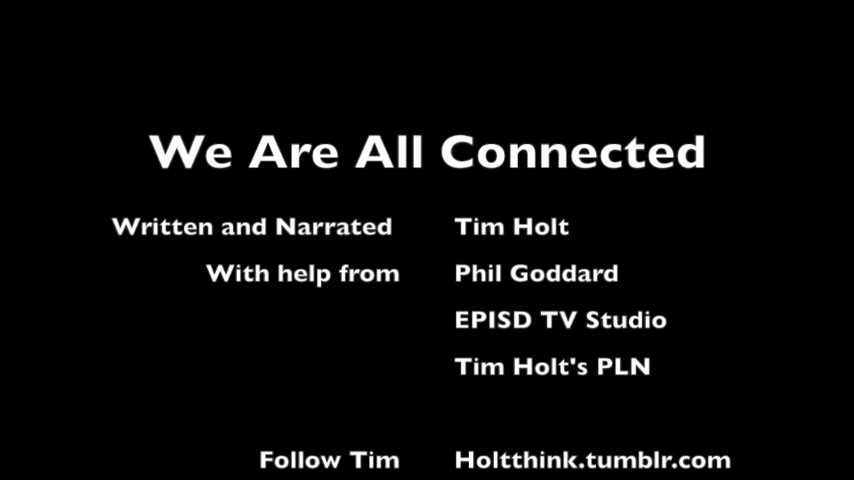 We Are All Connected
Written and Narrated Tim Holt
With help from Phil Goddard
EPISD TV Studio
Tim Holt's PLN
Follow Tim Holtthink.tumblr.com